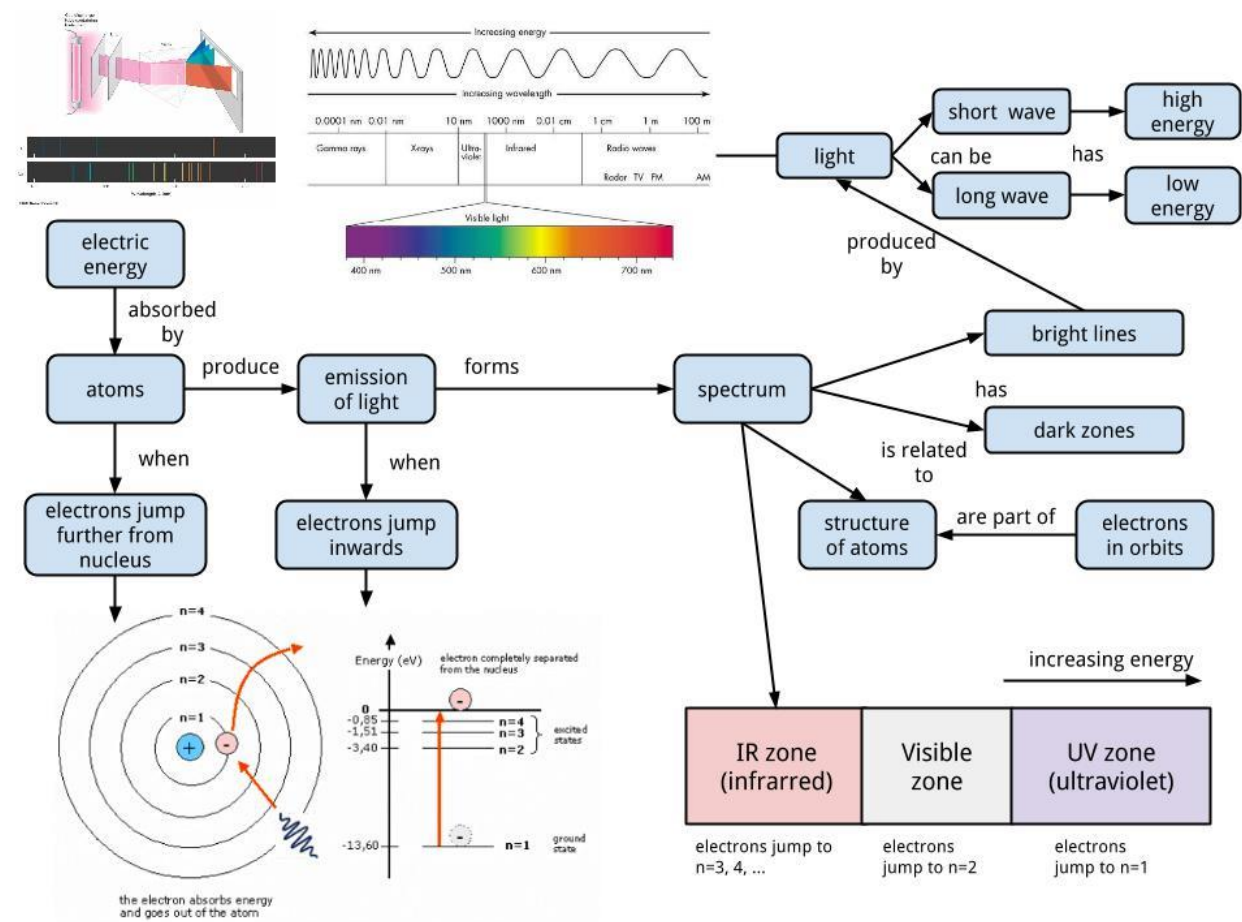 Increasing energy
Increasing wavelength
0.0001 nm 0.01 nm 10 nm 1000 nm 0.01 cm 1 cm 1 m 100 m
Gamma rays X-rays Ultra- Infrared Radio waves
violet
Radar TV FM AM
Visible light
400 nm 500 nm 600 nm 700 nm
light
short wave
high
energy
can be
has
long wave
low
energy
produced
by
electric
energy
absorbed
by
atoms
produce
emission
of light
forms
spectrum
bright lines
has
dark zones
is related
to
when
when
electrons jump
further from
nucleus
electrons jump
inwards
structure
of atoms
are part of
electrons
in orbits
n=4
n=3
n=2
n=1
+
-
the electron absorbs energy
and goes out of the atom
Energy (eV)
electron completely separated
from the nucleus
-
0
-0,85 n=4
-1,51 n=3
-3,40 n=2
excited
states
-
-13,60 n=1
ground
state
increasing energy
IR zone
(infrarred)
Visible
zone
UV zone
(ultraviolet)
electrons jump to
n=3, 4, ...
electrons
jump to n=2
electrons
jump to n=1